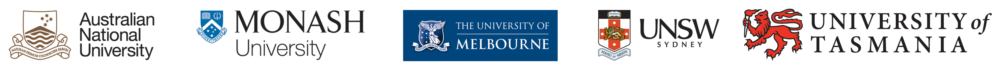 NATURAM PRIMUM COGNOSCERE RERUM
Australian
National
University
ANCORA IMPARO
MONASH
University
POSTERA CRESCAM LAUDE
THE UNIVERSITY OF
MELBOURNE
SCIENTIA
MANU ET MENTE
UNSW
SYDNEY
UNIVERSITY of
TASMANIA